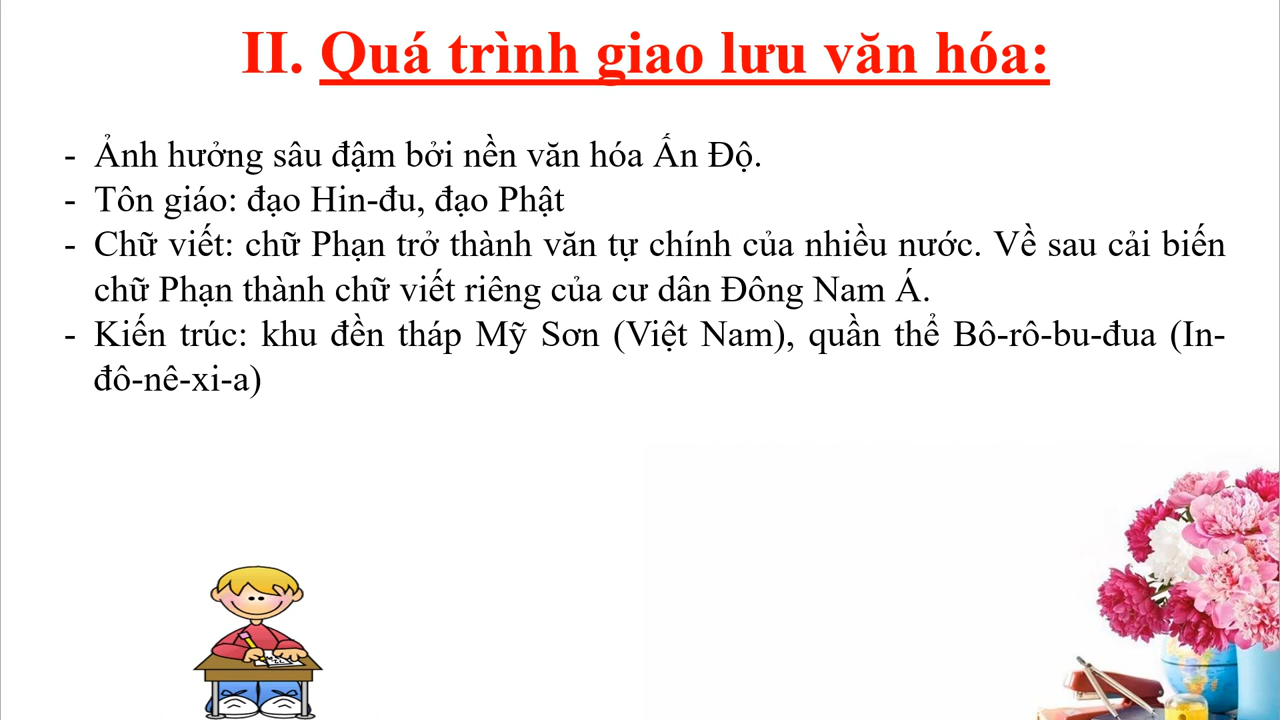 II. Quá trình giao lưu văn hóa:
- Ảnh hưởng sâu đậm bởi nền văn hóa Ấn Độ.
- Tôn giáo: đạo Hin-đu, đạo Phật
- Chữ viết: chữ Phạn trở thành văn tự chính của nhiều nước. Về sau cải biến
chữ Phạn thành chữ viết riêng của cư dân Đông Nam Á.
- Kiến trúc: khu đền tháp Mỹ Sơn (Việt Nam), quần thể Bô-rô-bu-đua (In-
đô-nê-xi-a)